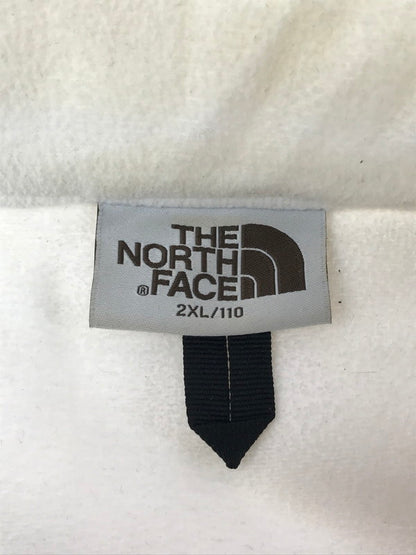 THE
NORTH
® FACE
2XL/110